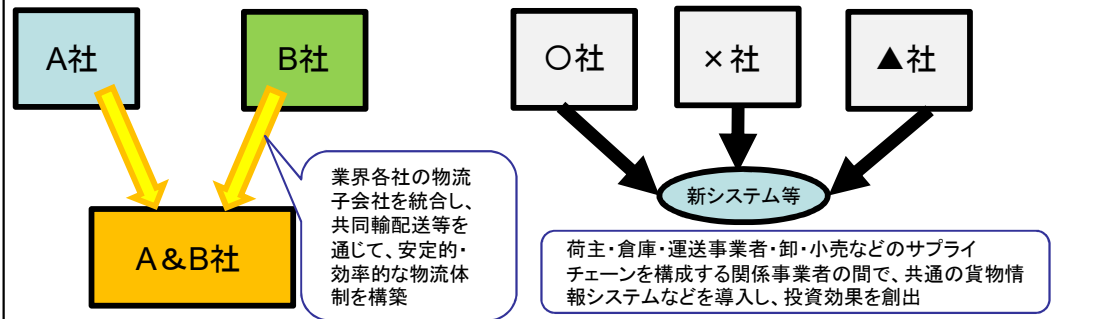 A社
B社
業界各社の物流
子会社を統合し、
共同輸配送等を
通じて、安定的・
効率的な物流体
制を構築
A&B社
〇社
×社
▲社
新システム等
荷主・倉庫・運送事業者・卸・小売などのサプライ
チェーンを構成する関係事業者の間で、共通の貨物情
報システムなどを導入し、投資効果を創出